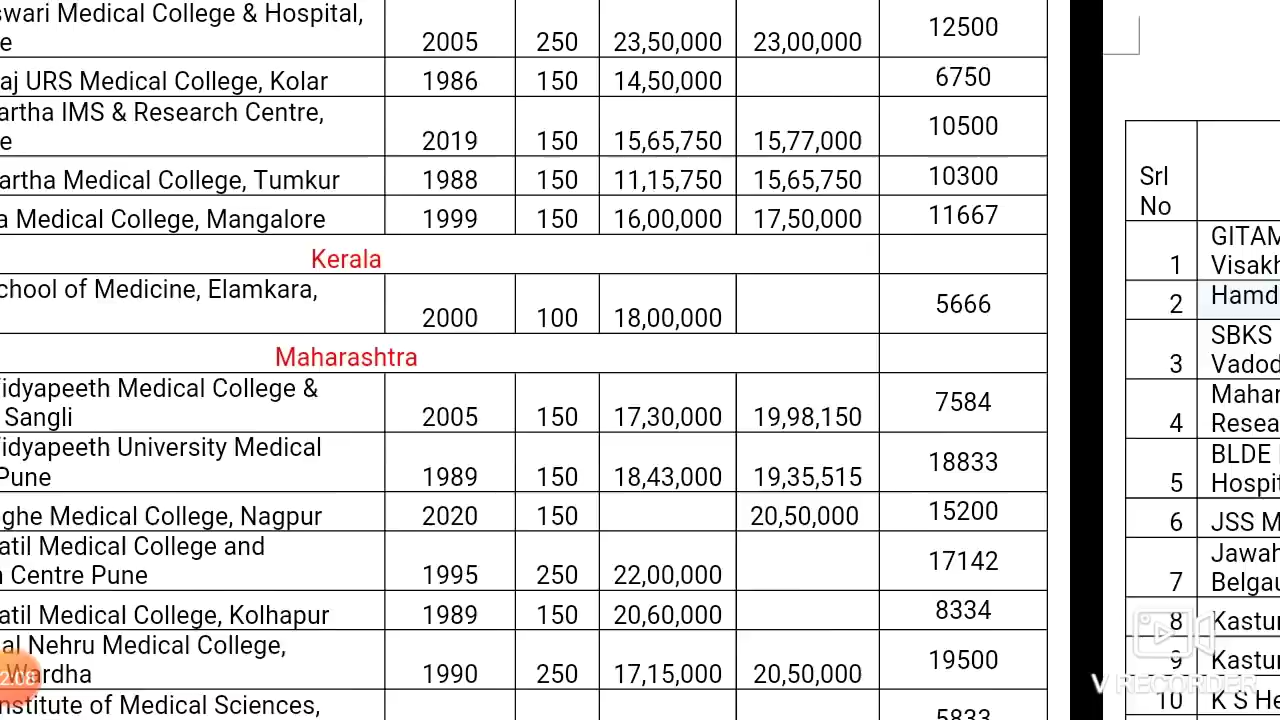 swari Medical College & Hospital,
e 2005 250 23,50,000 23,00,000 12500
aj URS Medical College, Kolar 1986 150 14,50,000 6750
artha IMS & Research Centre,
e 2019 150 15,65,750 15,77,000 10500
artha Medical College, Tumkur 1988 150 11,15,750 15,65,750 10300
a Medical College, Mangalore 1999 150 16,00,000 17,50,000 11667
Kerala
chool of Medicine, Elamkara,
2000 100 18,00,000 5666
Maharashtra
idyapeeth Medical College &
Sangli 2005 150 17,30,000 19,98,150 7584
idyapeeth University Medical
Pune 1989 150 18,43,000 19,35,515 18833
ghe Medical College, Nagpur 2020 150 20,50,000 15200
atil Medical College and
Centre Pune 1995 250 22,00,000 17142
atil Medical College, Kolhapur 1989 150 20,60,000 8334
al Nehru Medical College,
Wardha 1990 250 17,15,000 20,50,000 19500
nstitute of Medical Sciences,
5833
2:08
Srl
No
GITAM
1 Visakh
2 Hamd
SBKS
3 Vadod
Mahar
4 Resea
BLDE
5 Hospit
6 JSS M
Jawah
7 Belgau
8 Kastur
9 Kastur
10 K S He
V RECORDER